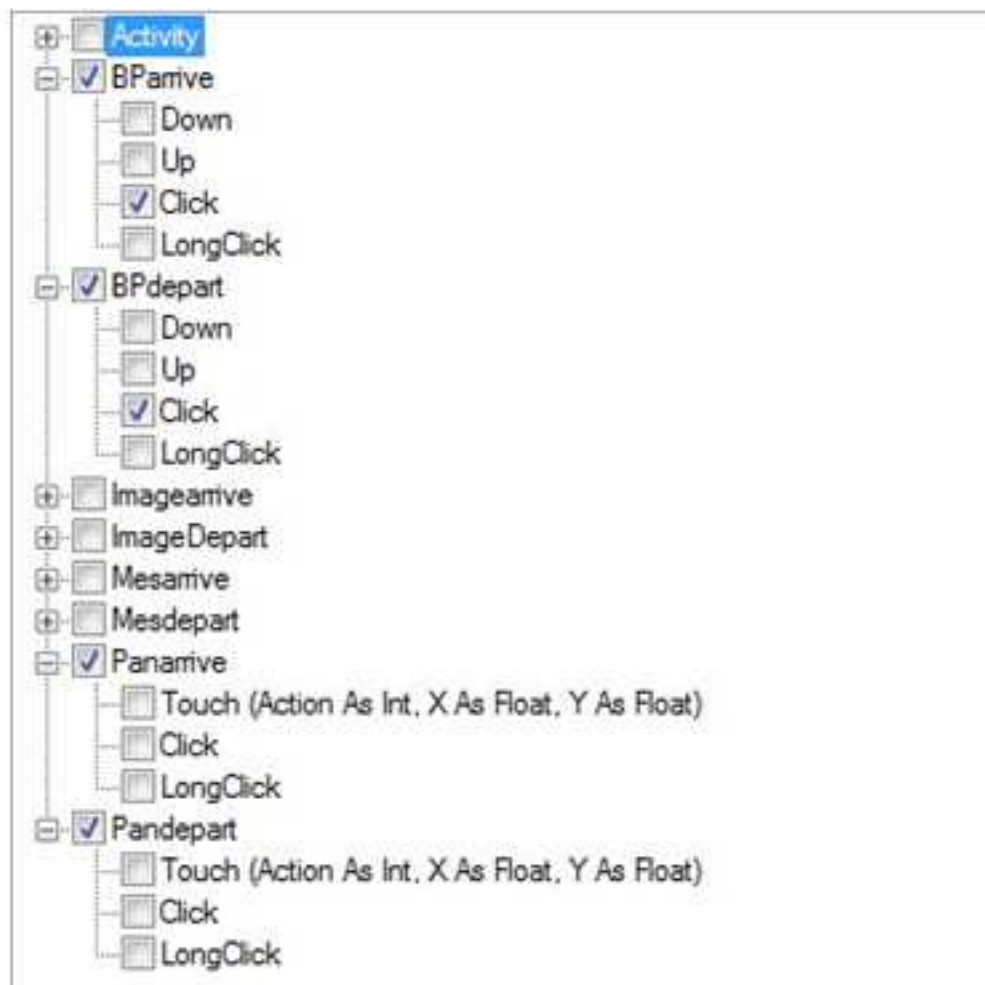 Activity
BParrive
Down
Up
Click
LongClick
BPdepart
Down
Up
Click
LongClick
Imagearrive
ImageDepart
Mesarrive
Mesdepart
Panarrive
Touch (Action As Int, X As Float, Y As Float)
Click
LongClick
Pandepart
Touch (Action As Int, X As Float, Y As Float)
Click
LongClick